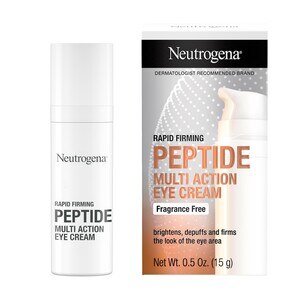 Neutrogena®
RAPID FIRMING
PEPTIDE
MULTI ACTION
EYE CREAM
Neutrogena®
DERMATOLOGIST RECOMMENDED BRAND
RAPID FIRMING
PEPTIDE
MULTI ACTION
EYE CREAM
Fragrance Free
brightens, depuffs and firms
the look of the eye area
Net Wt. 0.5 Oz. (15 g)